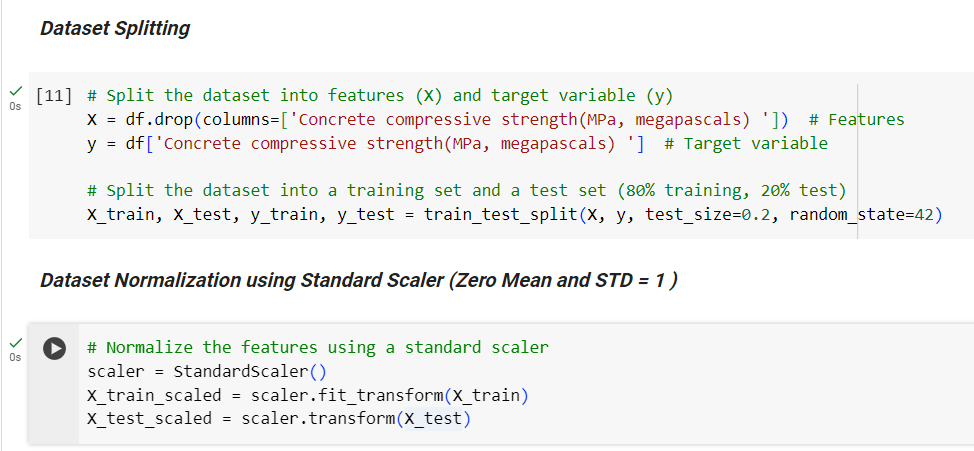 Dataset Splitting
0s
[11] # Split the dataset into features (X) and target variable (y)
X = df.drop(columns=['Concrete compressive strength(MPa, megapascals) '])  # Features
y = df['Concrete compressive strength(MPa, megapascals) ']  # Target variable
# Split the dataset into a training set and a test set (80% training, 20% test)
X_train, X_test, y_train, y_test = train_test_split(X, y, test_size=0.2, random_state=42)
Dataset Normalization using Standard Scaler (Zero Mean and STD = 1 )
0s
# Normalize the features using a standard scaler
scaler = StandardScaler()
X_train_scaled = scaler.fit_transform(X_train)
X_test_scaled = scaler.transform(X_test)